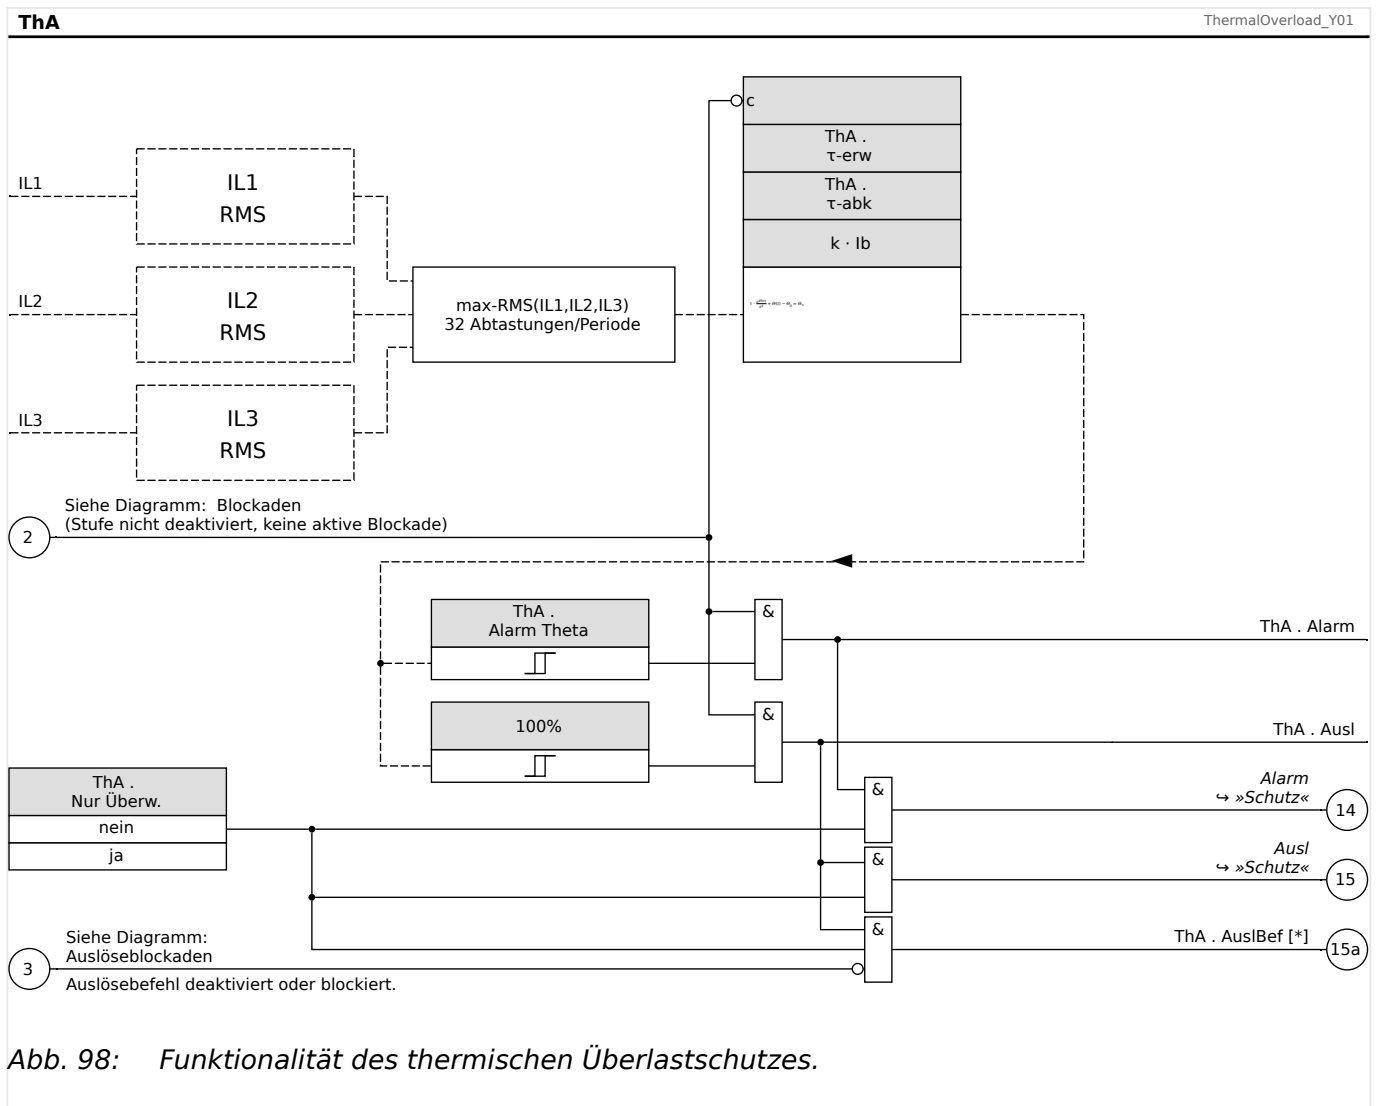 ThA
ThermalOverload_Y01
c
ThA .
τ-erw
ThA .
τ-abk
k · Ib
IL1
IL1
RMS
IL2
IL2
RMS
IL3
IL3
RMS
max-RMS(IL1,IL2,IL3)
32 Abtastungen/Periode
Siehe Diagramm: Blockaden
(Stufe nicht deaktiviert, keine aktive Blockade)
2
ThA .
Alarm Theta
&
ThA . Alarm
100%
&
ThA . Ausl
ThA .
Nur Überw.
nein
ja
&
Alarm
↪ »Schutz«
14
&
Ausl
↪ »Schutz«
15
&
ThA . AuslBef [*]
15a
Siehe Diagramm:
Auslöseblockaden
3
Auslösebefehl deaktiviert oder blockiert.
Abb. 98: Funktionalität des thermischen Überlastschutzes.